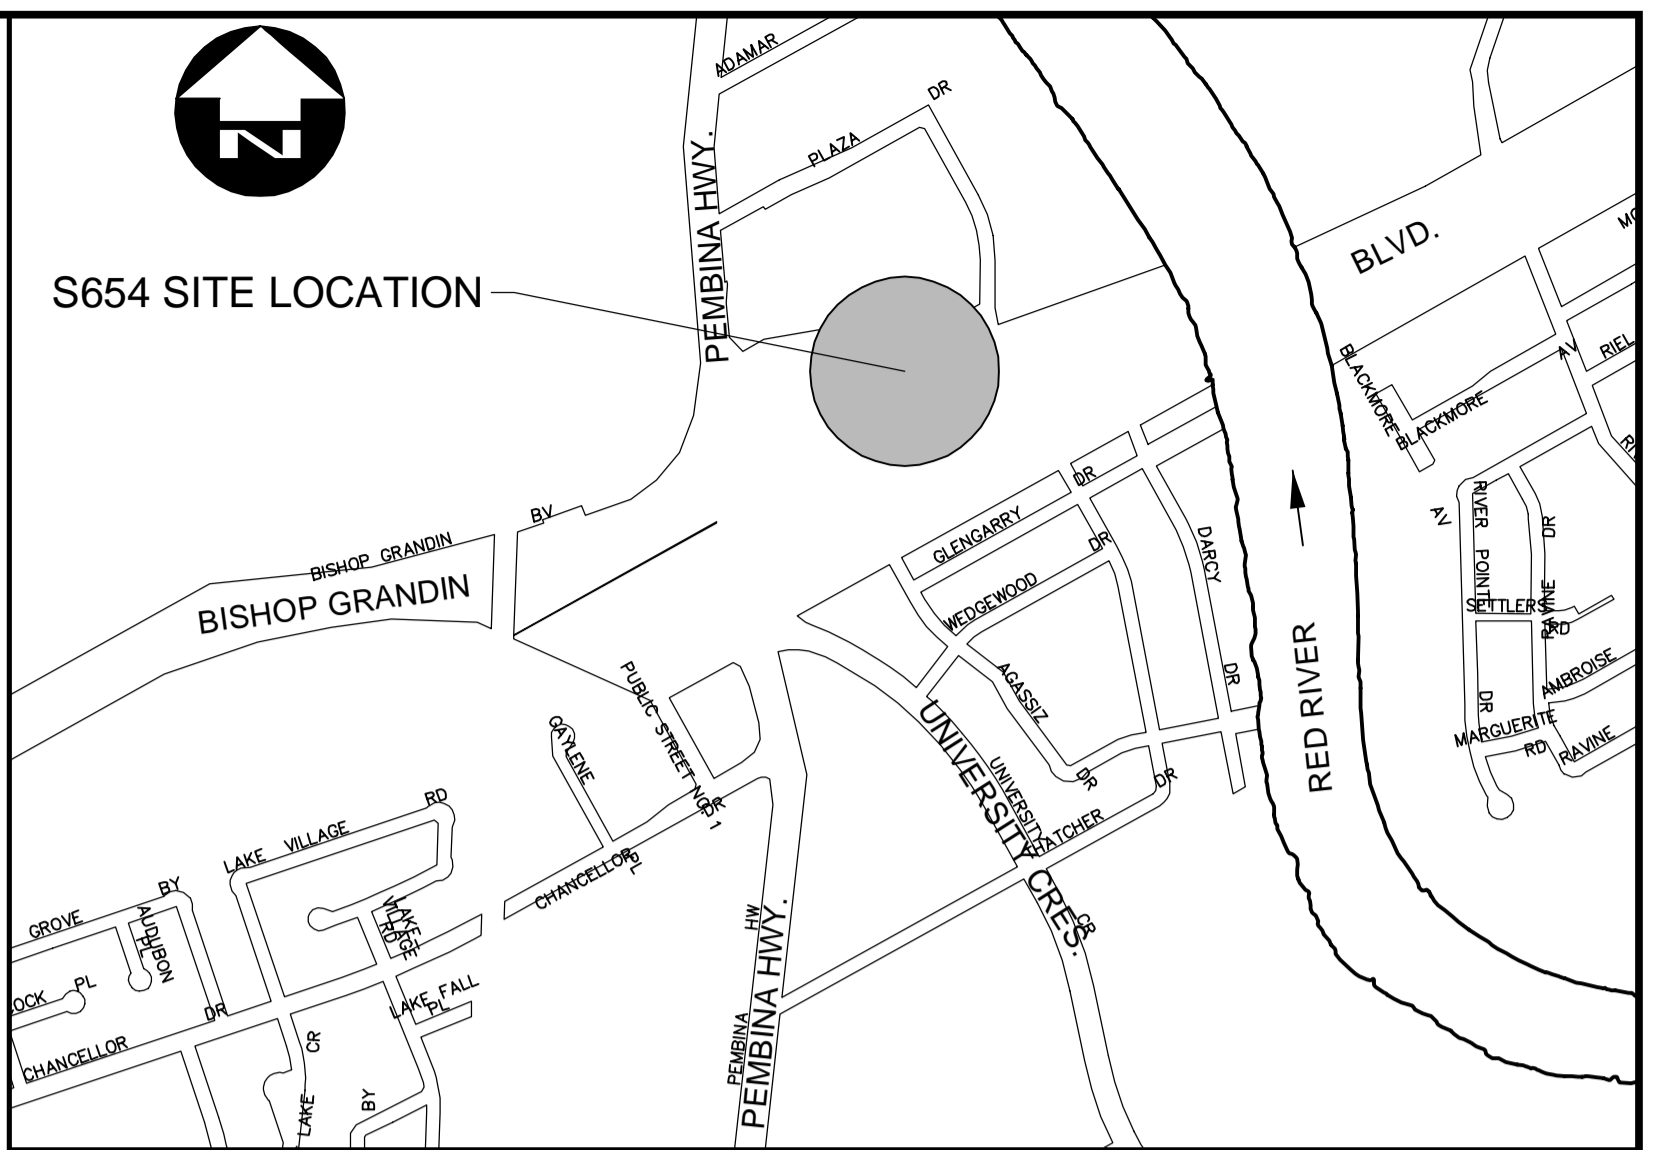 ADAMAR
N
DR
PLAZA
PEMBINA HWY.
BLVD.
S654 SITE LOCATION
BLACKMORE
AV
RIEL
BLACKMORE
DR
GLENGARRY
BV
BISHOP GRANDIN
BISHOP GRANDIN
DR
WEDGEWOOD
DARCY
DR
AV
RIVER POINTE
DR
DR
RAVINE
SETTLERS
RD
AMBROISE
MARGUERITE
RD
RAVINE
RED RIVER
AGASSIZ
DR
UNIVERSITY CRES.
UNIVERSITY
CR
THATCHER
DR
PUBLIC STREET NO. 1
GAYLENE
PL
CHANCELLOR
DR
LAKE VILLAGE
RD
LAKE
VILLAGE
RD
GROVE
BY
AUDUBON
PL
PL
LAKE FALL
PL
CHANCELLOR
DR
LAKE
CR
BY
PEMBINA
HW
PEMBINA HWY.